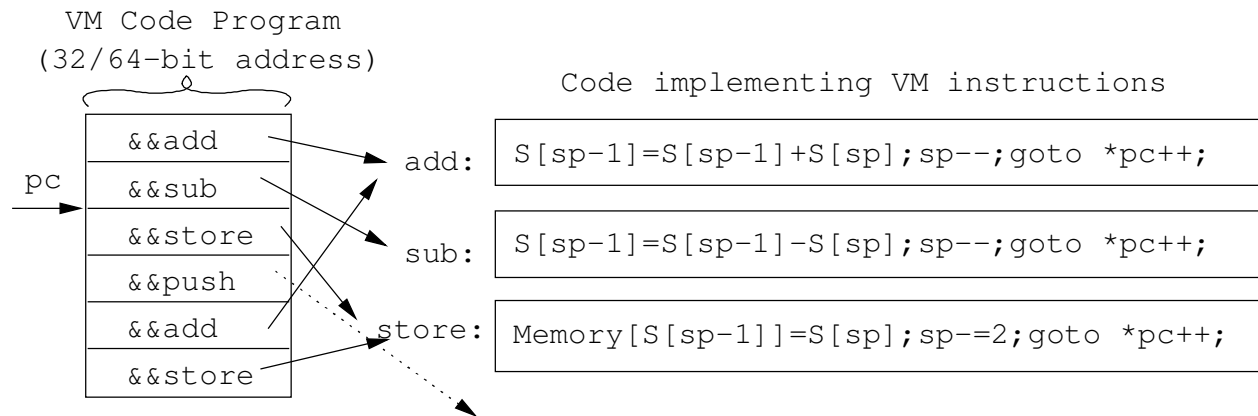 VM Code Program
(32/64-bit address)
Code implementing VM instructions
pc
&&add
&&sub
&&store
&&push
&&add
&&store
add: S[sp-1]=S[sp-1]+S[sp];sp--;goto *pc++;
sub: S[sp-1]=S[sp-1]-S[sp];sp--;goto *pc++;
store: Memory[S[sp-1]]=S[sp];sp-=2;goto *pc++;